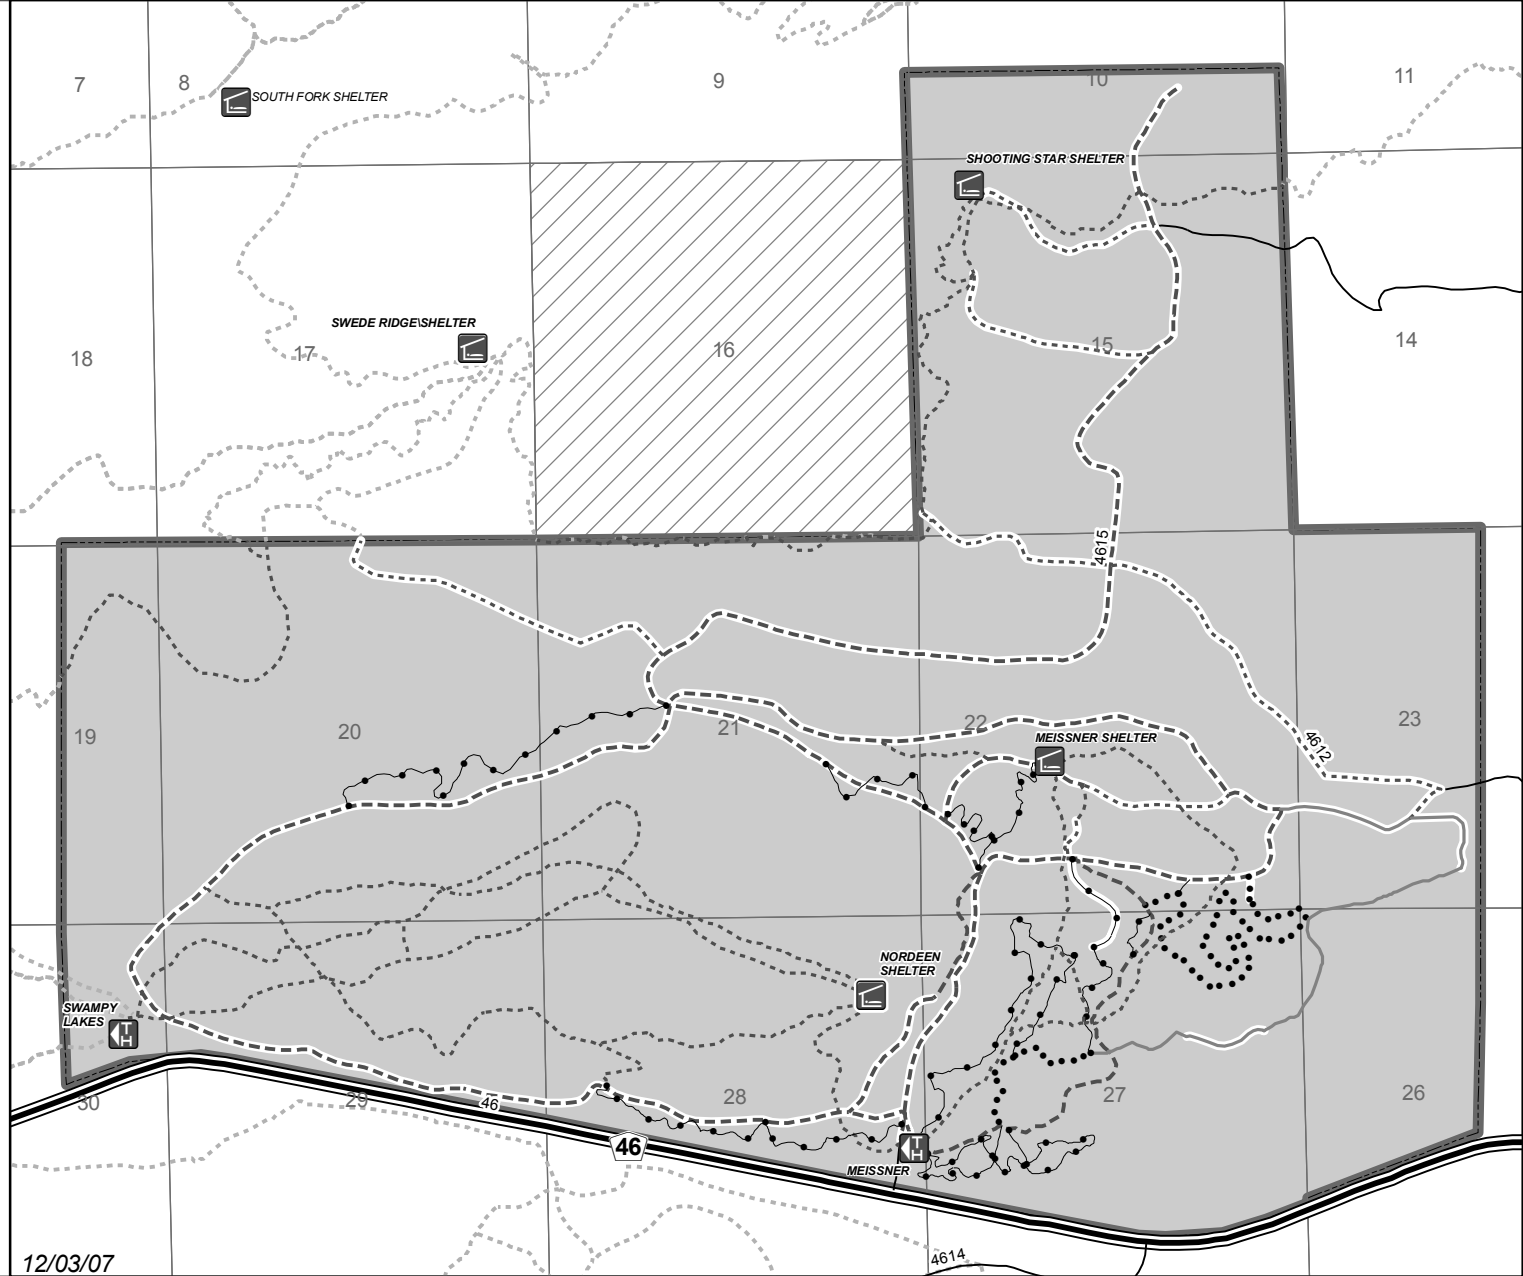 7
8
9
10
11
SOUTH FORK SHELTER
SHOOTING STAR SHELTER
SWEDE RIDGE\SHELTER
18
17
16
15
14
4615
19
20
21
22
23
MEISSNER SHELTER
4612
NORDEEN
SHELTER
SWAMPY
LAKES
T
H
30
29
46
28
27
26
46
T
H
MEISSNER
4614
12/03/07